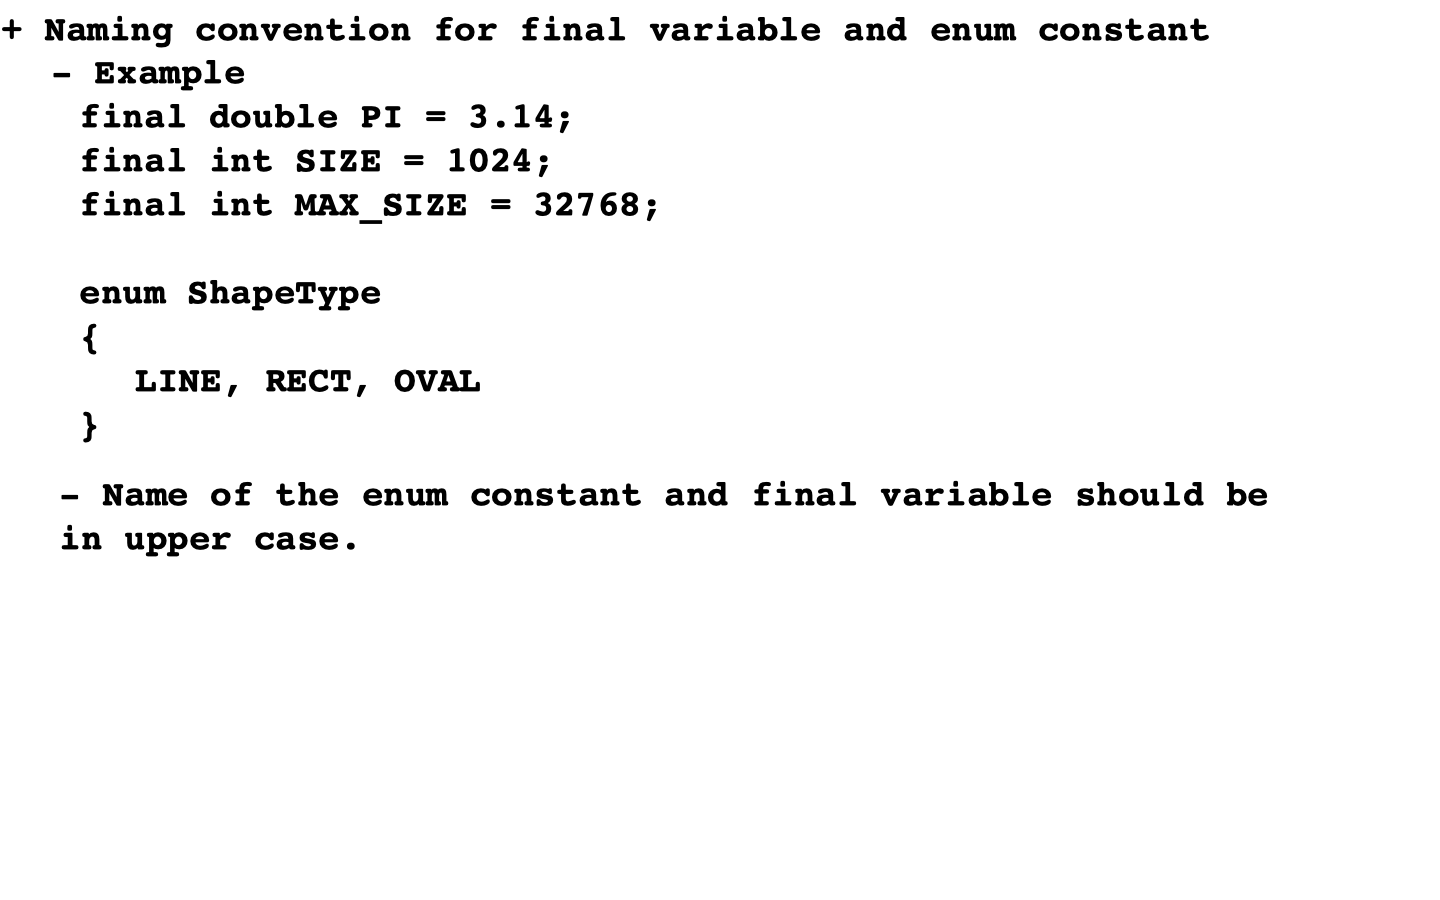 + Naming convention for final variable and enum constant
- Example
final double PI = 3.14;
final int SIZE = 1024;
final int MAX_SIZE = 32768;
enum ShapeType
{
LINE, RECT, OVAL
}
- Name of the enum constant and final variable should be
in upper case.